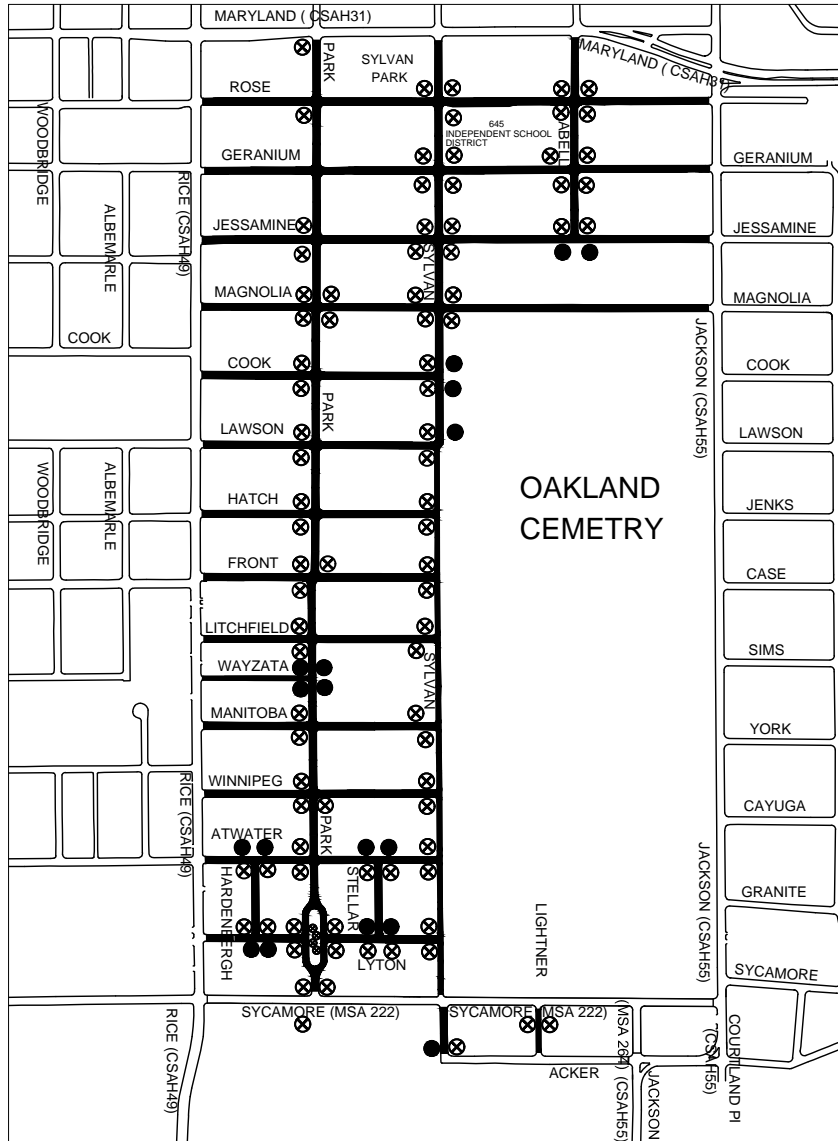 MARYLAND ( CSAH31)
PARK
SYLVAN
PARK
MARYLAND ( CSAH31)
ROSE
WOODBRIDGE
645
INDEPENDENT SCHOOL
DISTRICT
ABELL
GERANIUM
GERANIUM
RICE (CSAH49)
ALBEMARLE
JESSAMINE
JESSAMINE
SYLVAN
MAGNOLIA
MAGNOLIA
COOK
COOK
JACKSON (CSAH55)
COOK
PARK
LAWSON
LAWSON
WOODBRIDGE
ALBEMARLE
HATCH
OAKLAND
CEMETRY
JENKS
FRONT
CASE
LITCHFIELD
SIMS
WAYZATA
SYLVAN
MANITOBA
YORK
WINNIPEG
RICE (CSAH49)
CAYUGA
PARK
ATWATER
JACKSON (CSAH55)
HARDENBERGH
STELLAR
GRANITE
LIGHTNER
LYTON
SYCAMORE
SYCAMORE (MSA 222)
SYCAMORE (MSA 222)
RICE (CSAH49)
(MSA 264) (CSAH55)
(CSAH55)
COURTLAND Pl
ACKER
JACKSON